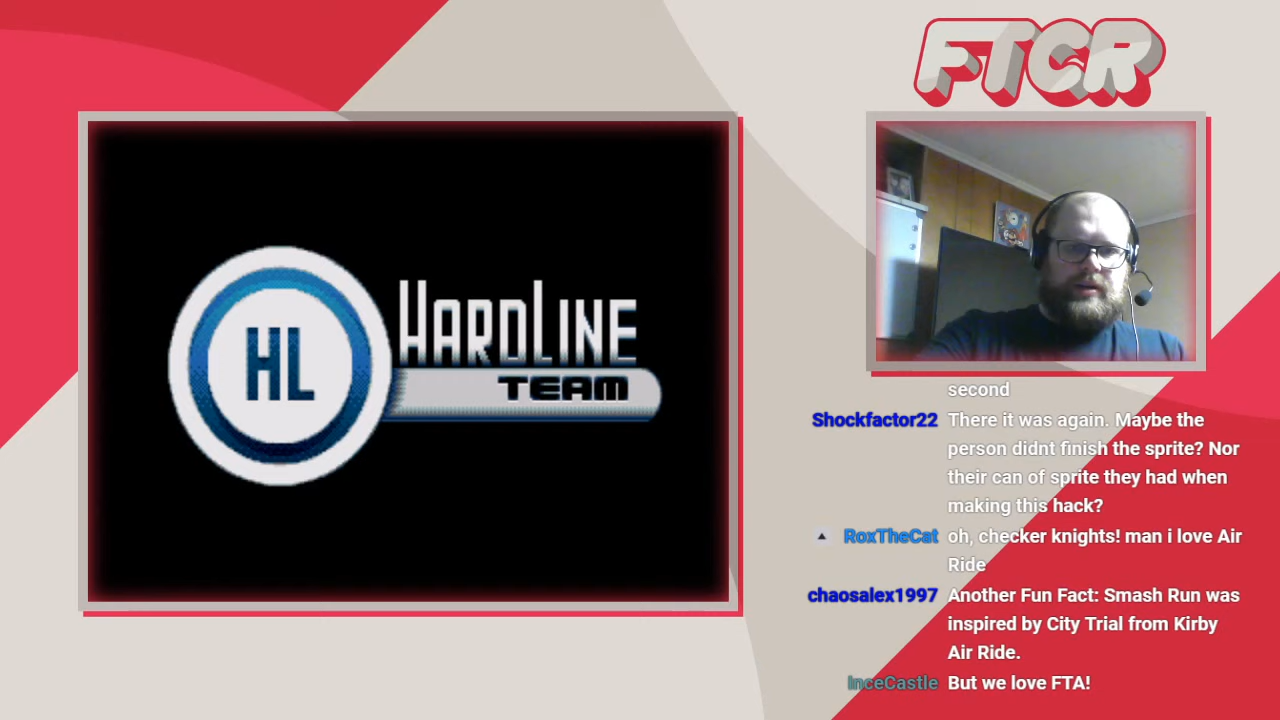 FTCR
HL
HARDLINE
TEAM
second
Shockfactor22 There it was again. Maybe the
person didnt finish the sprite? Nor
their can of sprite they had when
making this hack?
RoxTheCat oh, checker knights! man i love Air
Ride
chaosalex1997 Another Fun Fact: Smash Run was
inspired by City Trial from Kirby
Air Ride.
InceCastle But we love FTA!